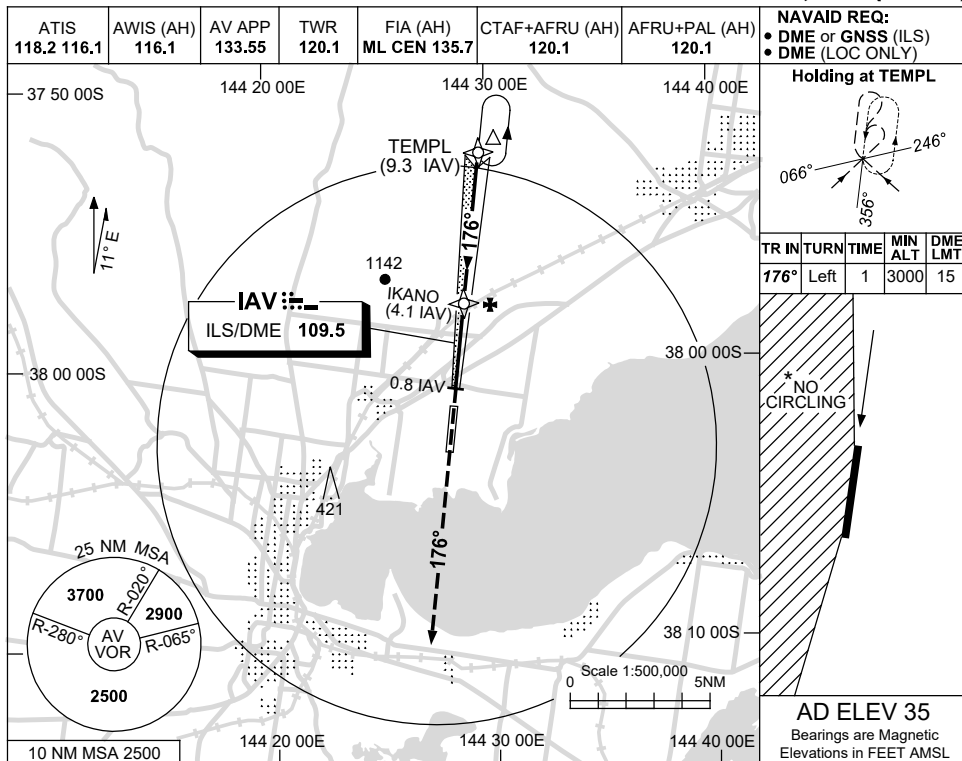 ATIS
118.2 116.1
AWIS (AH)
116.1
AV APP
133.55
TWR
120.1
FIA (AH)
ML CEN 135.7
CTAF+AFRU (AH)
120.1
AFRU+PAL (AH)
120.1
NAVAID REQ:
• DME or GNSS (ILS)
• DME (LOC ONLY)
Holding at TEMPL
066°
246°
356°
TR IN TURN TIME MIN ALT DME LMT
176° Left 1 3000 15
37 50 00S
144 20 00E
144 30 00E
144 40 00E
TEMPL
(9.3 IAV)
176°
11° E
1142
IKANO
(4.1 IAV)
IAV
ILS/DME 109.5
38 00 00S
38 00 00S
0.8 IAV
421
176°
25 NM MSA
3700
R-020°
2900
R-280°
AV
VOR
R-065°
2500
38 10 00S
Scale 1:500,000
0 5NM
10 NM MSA 2500
144 20 00E
144 30 00E
144 40 00E
*NO
CIRCLING
AD ELEV 35
Bearings are Magnetic
Elevations in FEET AMSL